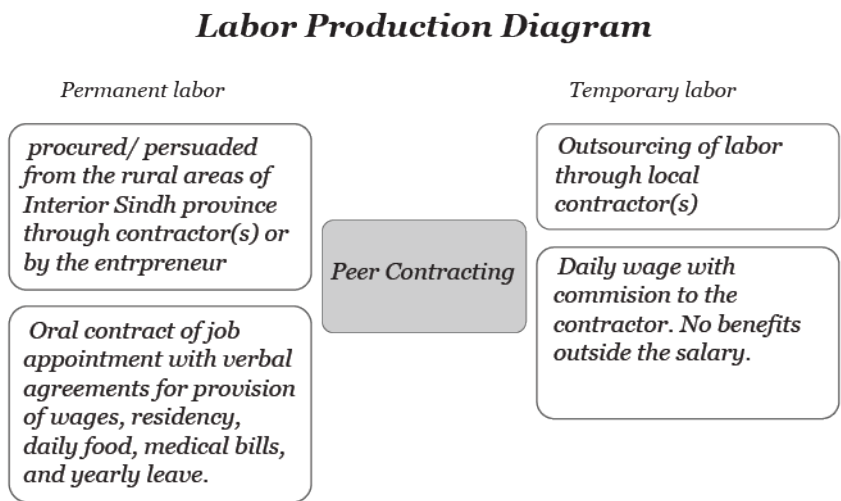 Labor Production Diagram
Permanent labor
procured/ persuaded
from the rural areas of
Interior Sindh province
through contractor(s) or
by the entrpreneur
Oral contract of job
appointment with verbal
agreements for provision
of wages, residency,
daily food, medical bills,
and yearly leave.
Peer Contracting
Temporary labor
Outsourcing of labor
through local
contractor(s)
Daily wage with
commision to the
contractor. No benefits
outside the salary.